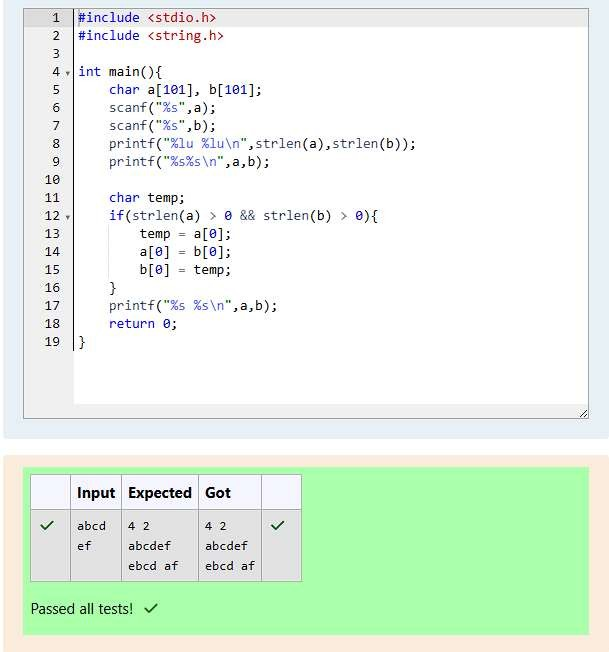 1 #include <stdio.h>
2 #include <string.h>
3
4 int main(){
5     char a[101], b[101];
6     scanf("%s",a);
7     scanf("%s",b);
8     printf("%lu %lu\n",strlen(a),strlen(b));
9     printf("%s%s\n",a,b);
10
11     char temp;
12     if(strlen(a) > 0 && strlen(b) > 0){
13         temp = a[0];
14         a[0] = b[0];
15         b[0] = temp;
16     }
17     printf("%s %s\n",a,b);
18     return 0;
19 }
Input Expected Got
abcd 4 2 4 2
ef abcdef abcdef
ebcd af ebcd af
Passed all tests!